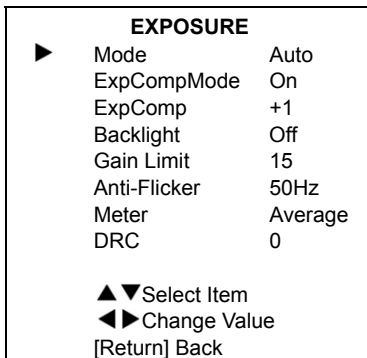 EXPOSURE
▶ Mode Auto
ExpCompMode On
ExpComp +1
Backlight Off
Gain Limit 15
Anti-Flicker 50Hz
Meter Average
DRC 0
▲▼Select Item
◀▶Change Value
[Return] Back